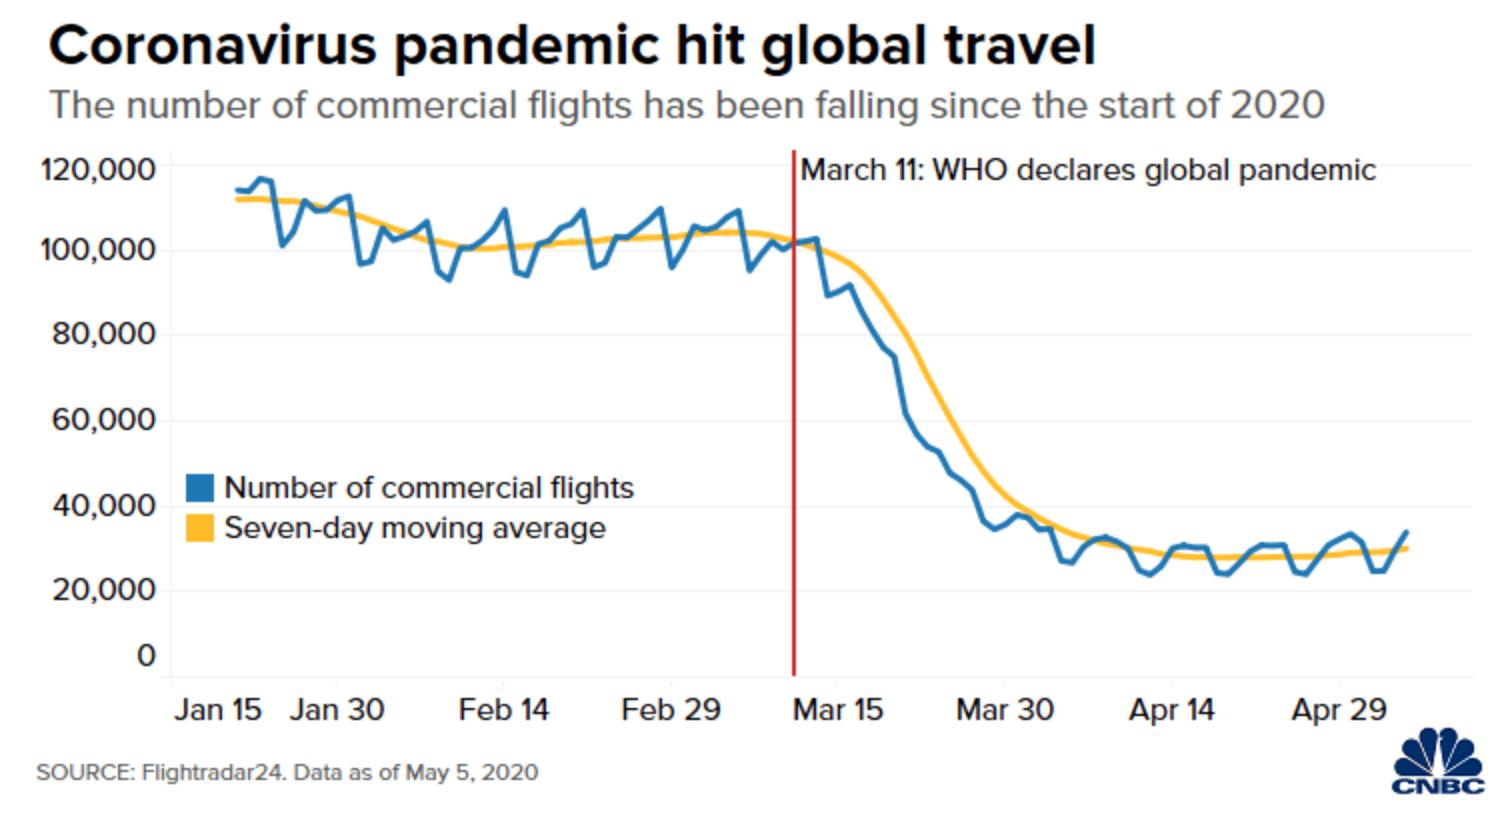 Coronavirus pandemic hit global travel
The number of commercial flights has been falling since the start of 2020
120,000
March 11: WHO declares global pandemic
100,000
80,000
60,000
40,000
20,000
0
Number of commercial flights
Seven-day moving average
Jan 15 Jan 30 Feb 14 Feb 29 Mar 15 Mar 30 Apr 14 Apr 29
SOURCE: Flightradar24. Data as of May 5, 2020
CNBC